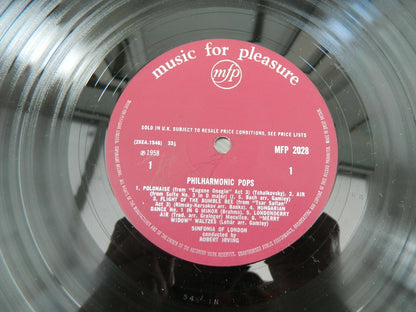 music for pleasure
mfp
SOLD IN U.K. SUBJECT TO RESALE PRICE CONDITIONS, SEE PRICE LISTS
(2XEA.1546) 33⅓
℗1958
MFP 2028
1
1
PHILHARMONIC POPS
1. POLONAISE (from "Eugene Onegin" Act 3) (Tchaikovsky). 2. AIR
(from Suite No. 3 in D major) (J. S. Bach arr. Gamley)
3. FLIGHT OF THE BUMBLE BEE (from "Tsar Saltan"
Act 3) (Rimsky-Korsakov arr. Banks). 4. HUNGARIAN
DANCE No. 1 IN G MINOR (Brahms). 5. LONDONDERRY
AIR (Trad. arr. Grainger) Macmillan. 6. "MERRY
WIDOW" WALTZES (Lehár arr. Gamley)
SINFONIA OF LONDON
conducted by
ROBERT IRVING